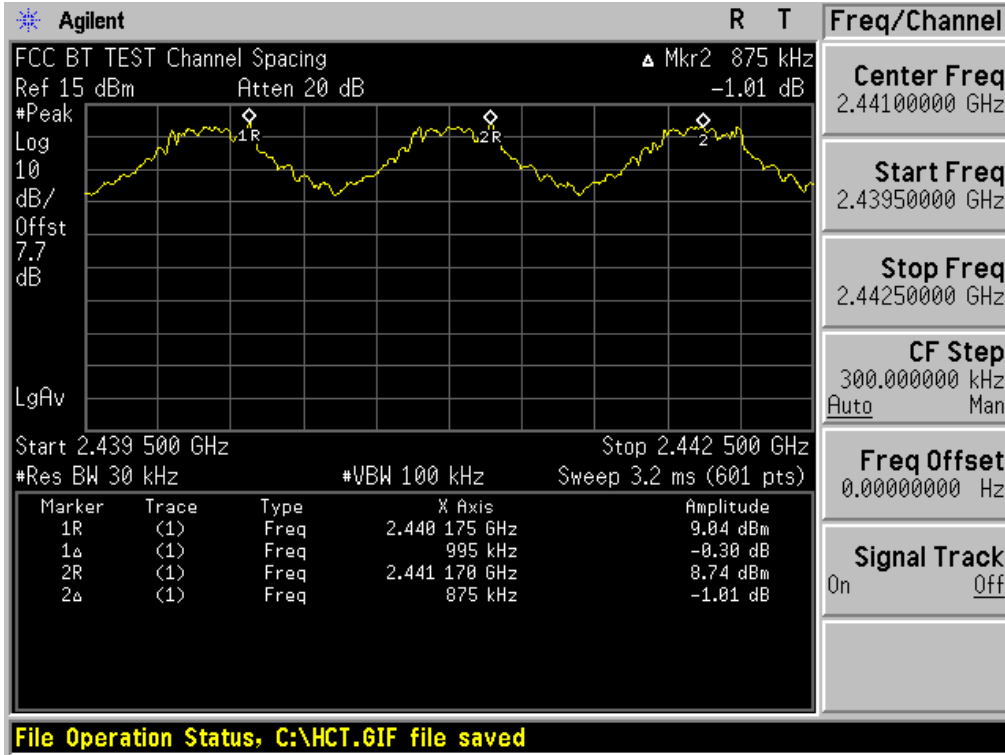 Agilent R T
FCC BT TEST Channel Spacing
Δ Mkr2 875 kHz
Ref 15 dBm Atten 20 dB -1.01 dB
#Peak
Log
10
dB/
Offst
7.7
dB
LgAv
1R
2R
2
Start 2.439 500 GHz Stop 2.442 500 GHz
#Res BW 30 kHz #VBW 100 kHz Sweep 3.2 ms (601 pts)
Marker Trace Type X Axis Amplitude
1R (1) Freq 2.440 175 GHz 9.04 dBm
1Δ (1) Freq 995 kHz -0.30 dB
2R (1) Freq 2.441 170 GHz 8.74 dBm
2Δ (1) Freq 875 kHz -1.01 dB
File Operation Status, C:\HCT.GIF file saved
Freq/Channel
Center Freq
2.44100000 GHz
Start Freq
2.43950000 GHz
Stop Freq
2.44250000 GHz
CF Step
300.000000 kHz
Auto Man
Freq Offset
0.00000000 Hz
Signal Track
On Off